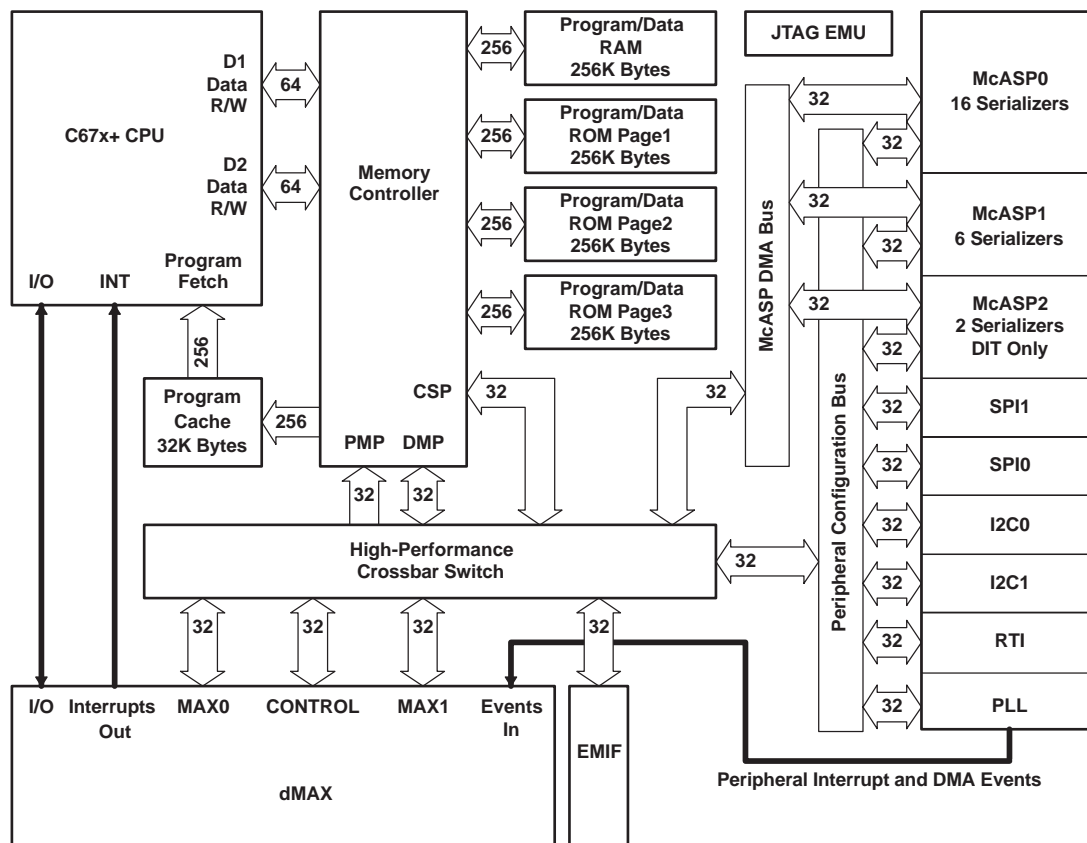 C67x+ CPU
D1
Data
R/W
D2
Data
R/W
I/O
INT
Program
Fetch
64
64
256
Program
Cache
32K Bytes
256
Memory
Controller
CSP
PMP
DMP
32
32
32
256
256
256
256
Program/Data
RAM
256K Bytes
Program/Data
ROM Page1
256K Bytes
Program/Data
ROM Page2
256K Bytes
Program/Data
ROM Page3
256K Bytes
JTAG EMU
McASP DMA Bus
Peripheral Configuration Bus
32
32
32
32
32
32
32
32
32
32
32
32
32
32
McASP0
16 Serializers
McASP1
6 Serializers
McASP2
2 Serializers
DIT Only
SPI1
SPI0
I2C0
I2C1
RTI
PLL
High-Performance
Crossbar Switch
32
32
32
32
I/O
Interrupts
Out
MAX0
CONTROL
MAX1
Events
In
dMAX
EMIF
Peripheral Interrupt and DMA Events